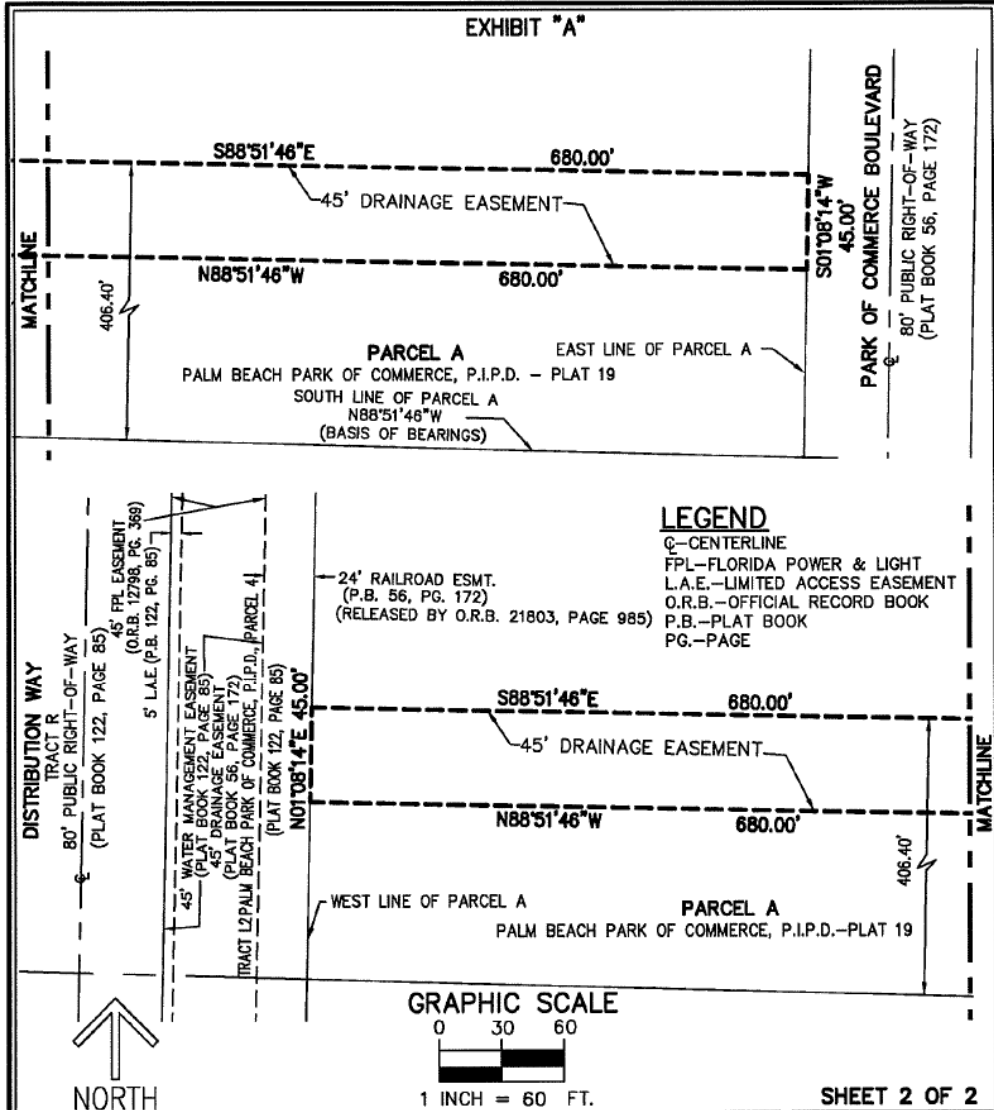 EXHIBIT "A"
S88°51'46"E 680.00'
45' DRAINAGE EASEMENT
N88°51'46"W 680.00'
MATCHLINE
406.40'
S01°08'14"W
45.00'
PARK OF COMMERCE BOULEVARD
℄
80' PUBLIC RIGHT-OF-WAY
(PLAT BOOK 56, PAGE 172)
PARCEL A
PALM BEACH PARK OF COMMERCE, P.I.P.D. - PLAT 19
EAST LINE OF PARCEL A
SOUTH LINE OF PARCEL A
N88°51'46"W
(BASIS OF BEARINGS)
DISTRIBUTION WAY
TRACT R
80' PUBLIC RIGHT-OF-WAY
(PLAT BOOK 122, PAGE 85)
℄
45' FPL EASEMENT
(O.R.B. 12798, PG. 369)
5' L.A.E. (P.B. 122, PG. 85)
45' WATER MANAGEMENT EASEMENT
(PLAT BOOK 122, PAGE 85)
45' DRAINAGE EASEMENT
(PLAT BOOK 56, PAGE 172)
TRACT L2 PALM BEACH PARK OF COMMERCE, P.I.P.D., PARCEL 4
(PLAT BOOK 122, PAGE 85)
24' RAILROAD ESMT.
(P.B. 56, PG. 172)
(RELEASED BY O.R.B. 21803, PAGE 985)
LEGEND
℄-CENTERLINE
FPL-FLORIDA POWER & LIGHT
L.A.E.-LIMITED ACCESS EASEMENT
O.R.B.-OFFICIAL RECORD BOOK
P.B.-PLAT BOOK
PG.-PAGE
N01°08'14"E 45.00'
S88°51'46"E 680.00'
45' DRAINAGE EASEMENT
N88°51'46"W 680.00'
MATCHLINE
406.40'
WEST LINE OF PARCEL A
PARCEL A
PALM BEACH PARK OF COMMERCE, P.I.P.D.-PLAT 19
NORTH
GRAPHIC SCALE
0 30 60
1 INCH = 60 FT.
SHEET 2 OF 2